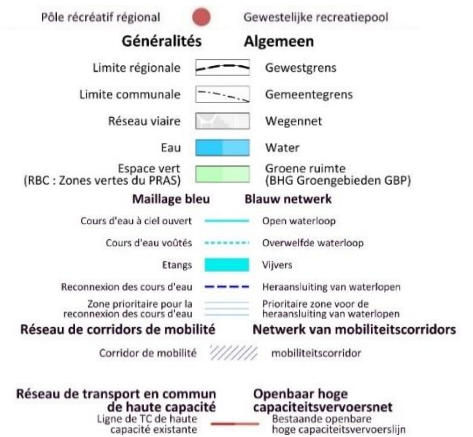 Pôle récréatif régional Gewestelijke recreatiepool
Généralités Algemeen
Limite régionale Gewestgrens
Limite communale Gemeentegrens
Réseau viaire Wegennet
Eau Water
Espace vert Groene ruimte
(RBC : Zones vertes du PRAS) (BHG Groengebieden GBP)
Maillage bleu Blauw netwerk
Cours d'eau à ciel ouvert Open waterloop
Cours d'eau voûtés Overwelfde waterloop
Etangs Vijvers
Reconnexion des cours d'eau Heraansluiting van waterlopen
Zone prioritaire pour la Prioritaire zone voor de
reconnexion des cours d'eau heraansluiting van waterlopen
Réseau de corridors de mobilité Netwerk van mobiliteitscorridors
Corridor de mobilité mobiliteitscorridor
Réseau de transport en commun Openbaar hoge
de haute capacité capaciteitsvervoersnet
Ligne de TC de haute Bestaande openbare
capacité existante hoge capaciteitsvervoerslijn